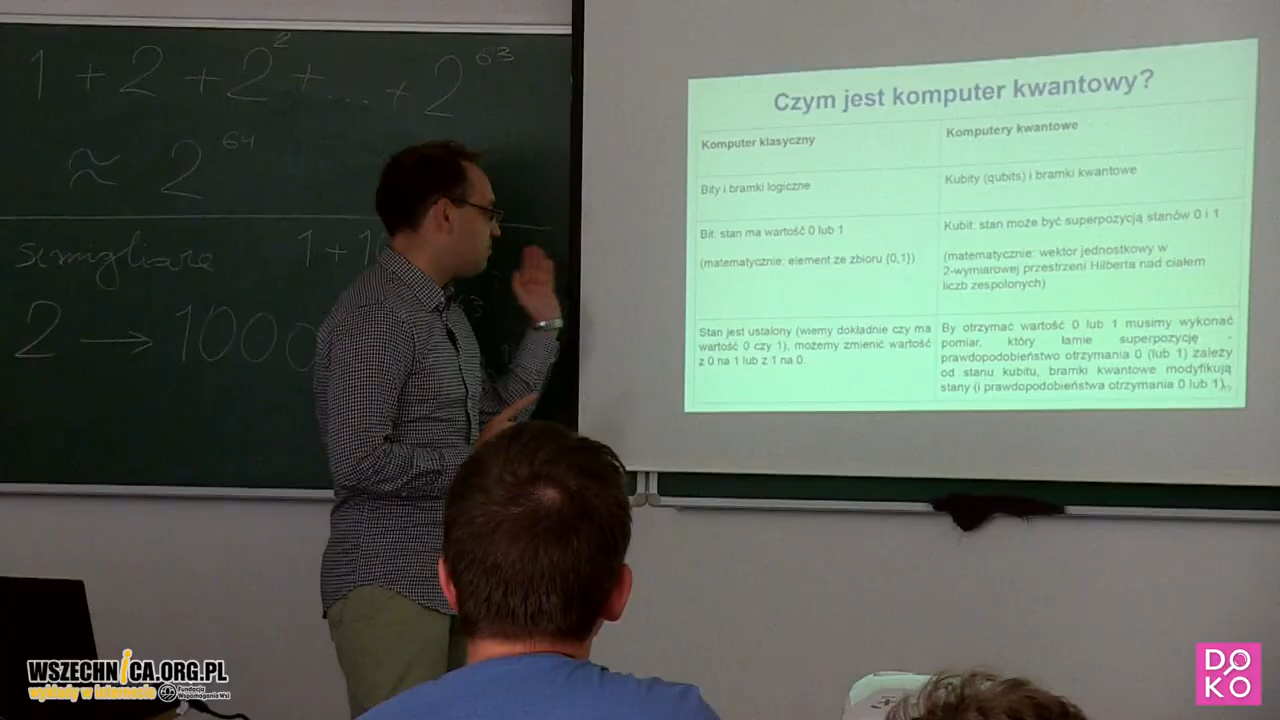 1 + 2 + 2² + ... + 2⁶³
≈ 2⁶⁴
1 + 1
2 → 1000
Czym jest komputer kwantowy?
Komputer klasyczny
Komputery kwantowe
Bity i bramki logiczne
Kubity (qubits) i bramki kwantowe
Bit: stan ma wartość 0 lub 1
(matematycznie: element ze zbioru {0,1})
Kubit: stan może być superpozycją stanów 0 i 1
(matematycznie: wektor jednostkowy w
2-wymiarowej przestrzeni Hilberta nad ciałem
liczb zespolonych)
Stan jest ustalony (wiemy dokładnie czy ma
wartość 0 czy 1), możemy zmienić wartość
z 0 na 1 lub z 1 na 0.
By otrzymać wartość 0 lub 1 musimy wykonać
pomiar, który łamie superpozycję -
prawdopodobieństwo otrzymania 0 (lub 1) zależy
od stanu kubitu, bramki kwantowe modyfikują
stany (i prawdopodobieństwa otrzymania 0 lub 1).
WSZECHNICA.ORG.PL
wykłady w internecie
Fundacja
Wspomagania Wsi
DO
KO